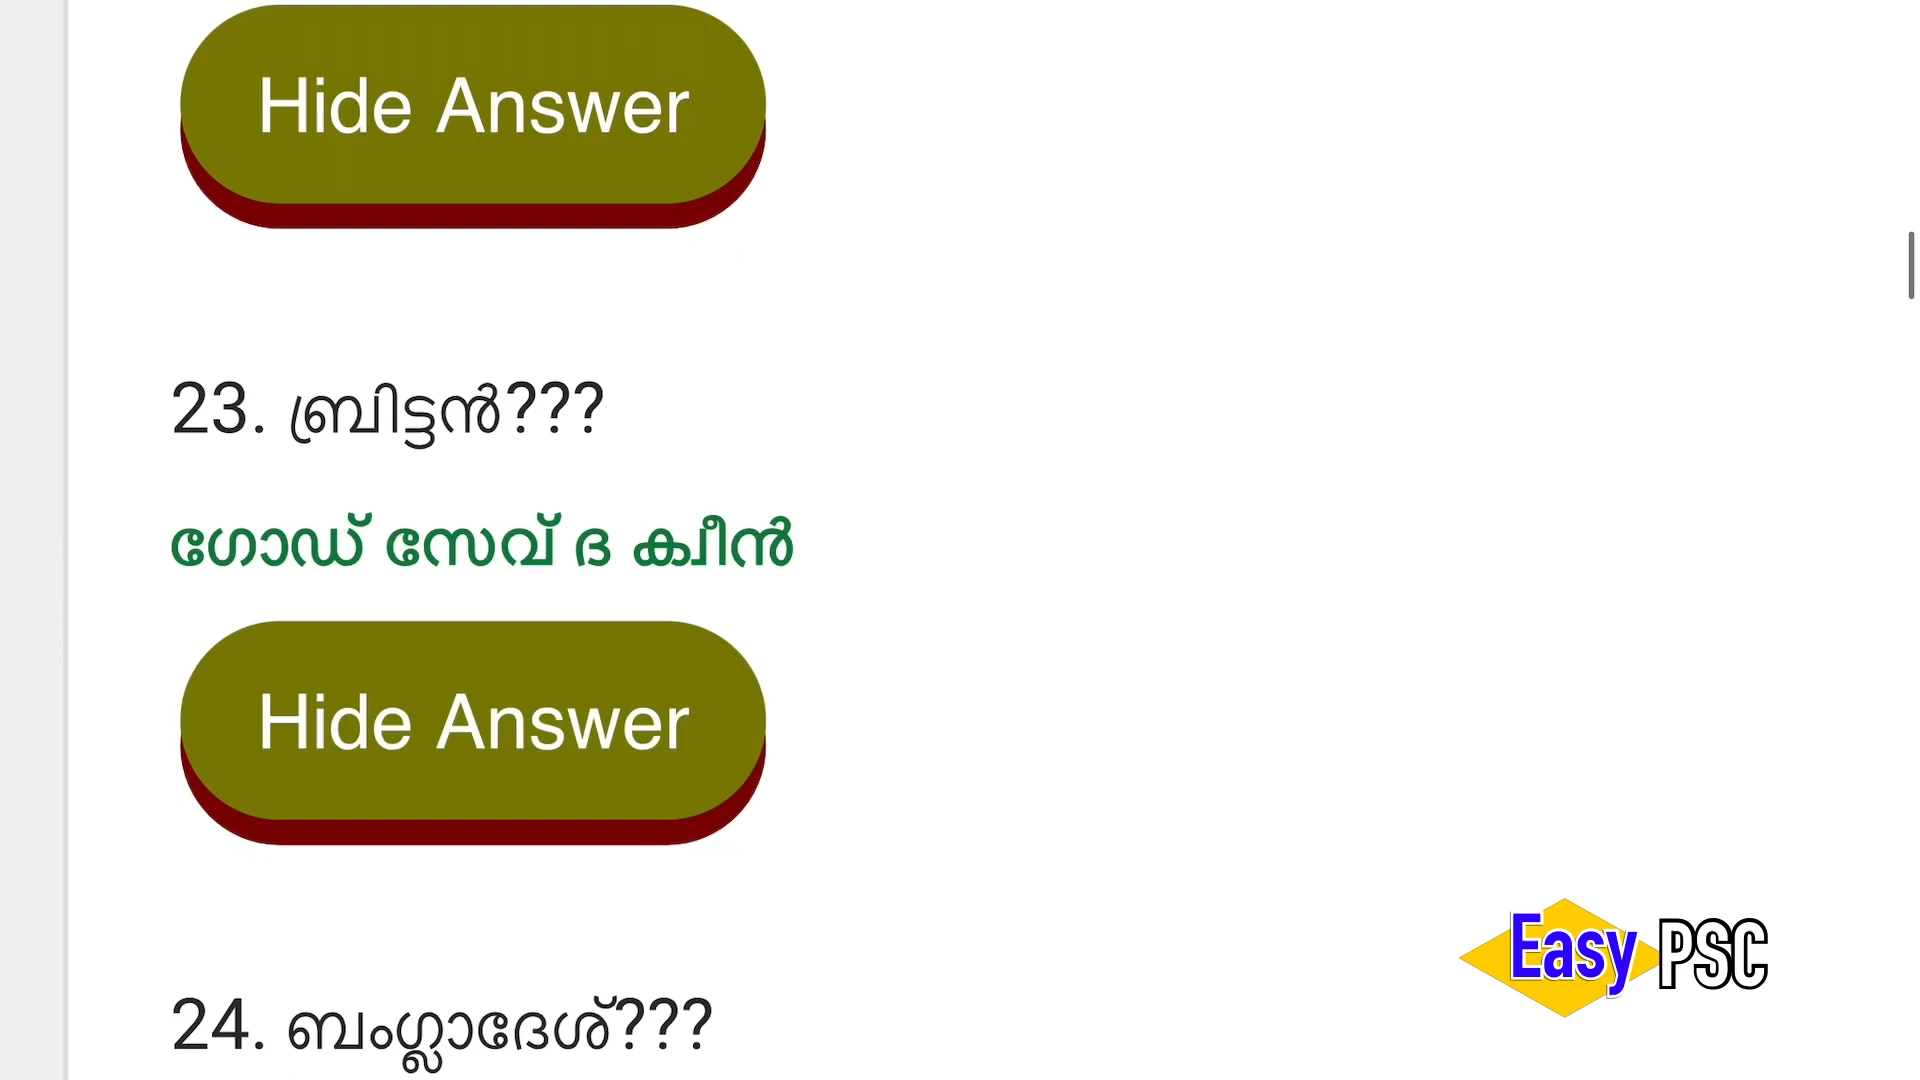 Hide Answer
23. ബ്രിട്ടൻ???
ഗോഡ് സേവ് ദ ക്വീൻ
Hide Answer
24. ബംഗ്ലാദേശ്???
Easy PSC